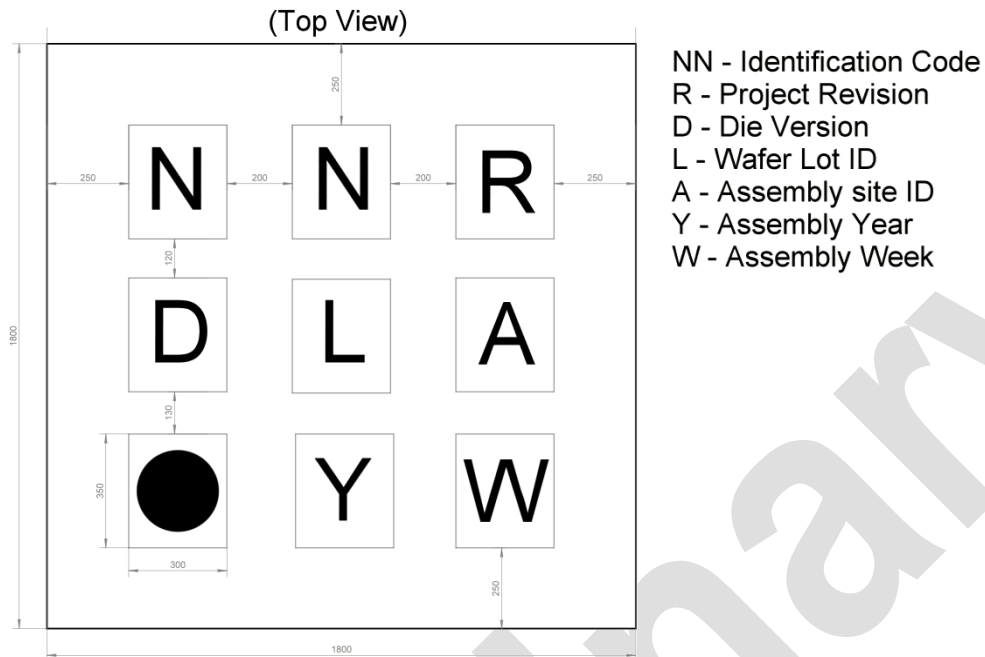 (Top View)
NN - Identification Code
R - Project Revision
D - Die Version
L - Wafer Lot ID
A - Assembly site ID
Y - Assembly Year
W - Assembly Week
250
N N R
250 200 200 250
120
D L A
1800
130
Y W
350
300
250
1800